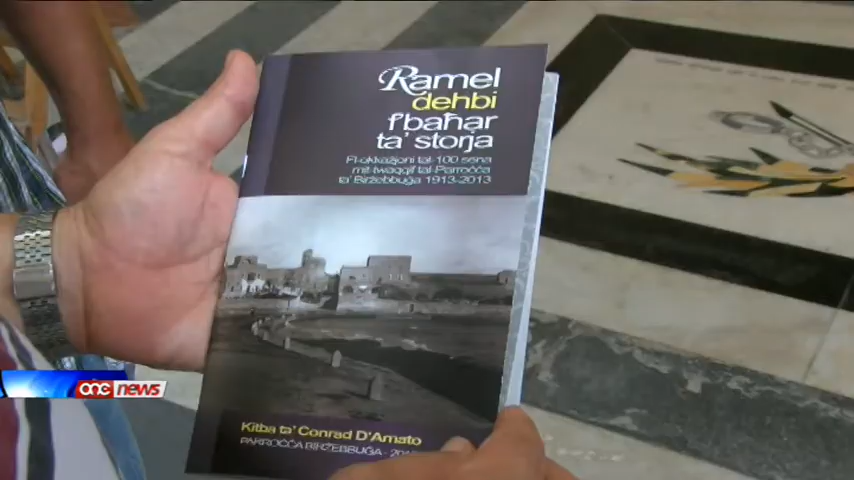 Ramel
dehbi
f'baħar
ta' storja
Fl-okkażjoni tal-100 sena
mit-twaqqif tal-Parroċċa
ta' Birżebbuġa 1913-2013
Kitba ta' Conrad D'Amato
PARROĊĊA BIRŻEBBUĠA
one NEWS